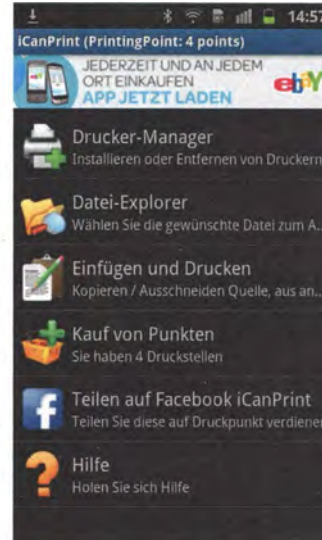 14:57
iCanPrint (PrintingPoint: 4 points)
JEDERZEIT UND AN JEDEM
ORT EINKAUFEN
APP JETZT LADEN
ebY
Drucker-Manager
Installieren oder Entfernen von Druckern
Datei-Explorer
Wählen Sie die gewünschte Datei zum A...
Einfügen und Drucken
Kopieren / Ausschneiden Quelle, aus an...
Kauf von Punkten
Sie haben 4 Druckstellen
Teilen auf Facebook iCanPrint
Teilen Sie diese auf Druckpunkt verdienen
Hilfe
Holen Sie sich Hilfe